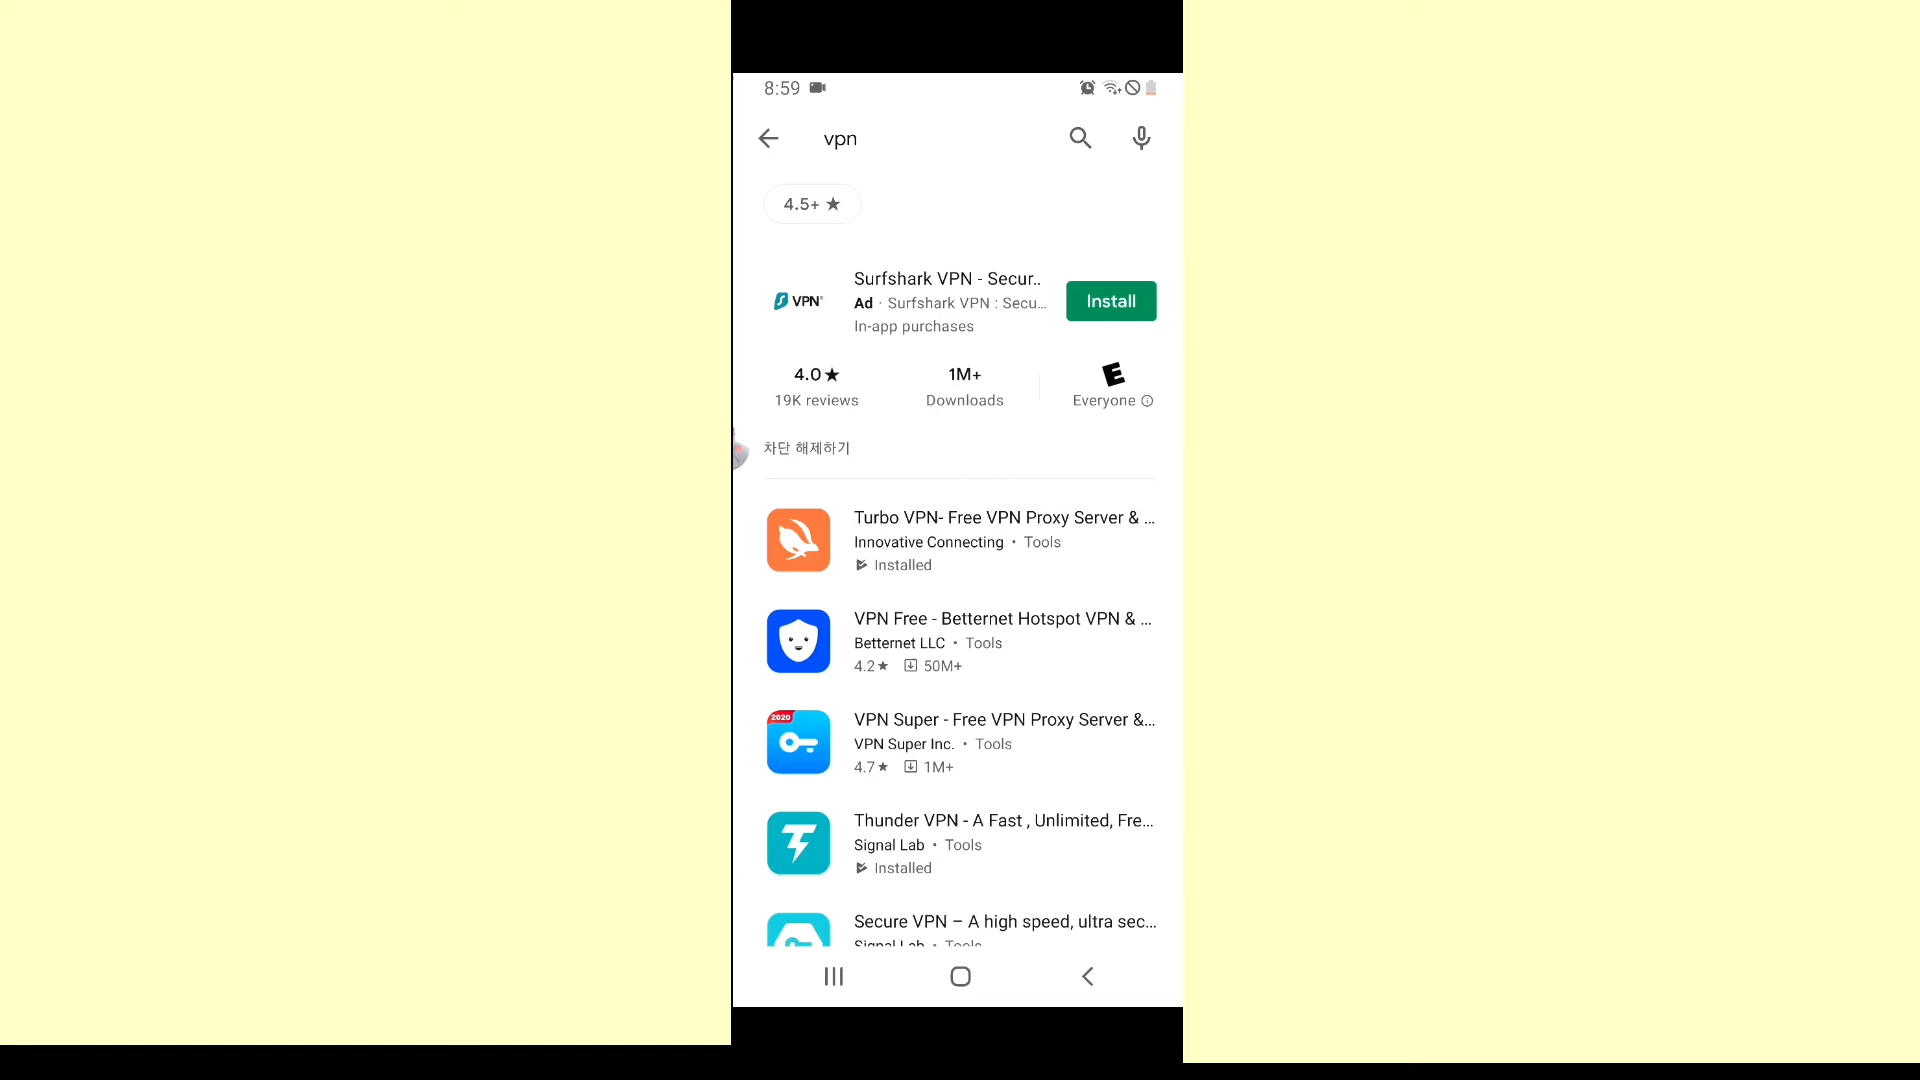 8:59
vpn
4.5+ ★
VPN
Surfshark VPN - Secur..
Ad · Surfshark VPN : Secu...
In-app purchases
Install
4.0★
19K reviews
1M+
Downloads
E
Everyone
차단 해제하기
Turbo VPN- Free VPN Proxy Server & ...
Innovative Connecting • Tools
Installed
VPN Free - Betternet Hotspot VPN & ...
Betternet LLC • Tools
4.2★ 50M+
2020
VPN Super - Free VPN Proxy Server &...
VPN Super Inc. • Tools
4.7★ 1M+
Thunder VPN - A Fast , Unlimited, Fre...
Signal Lab • Tools
Installed
Secure VPN – A high speed, ultra sec...
Signal Lab • Tools